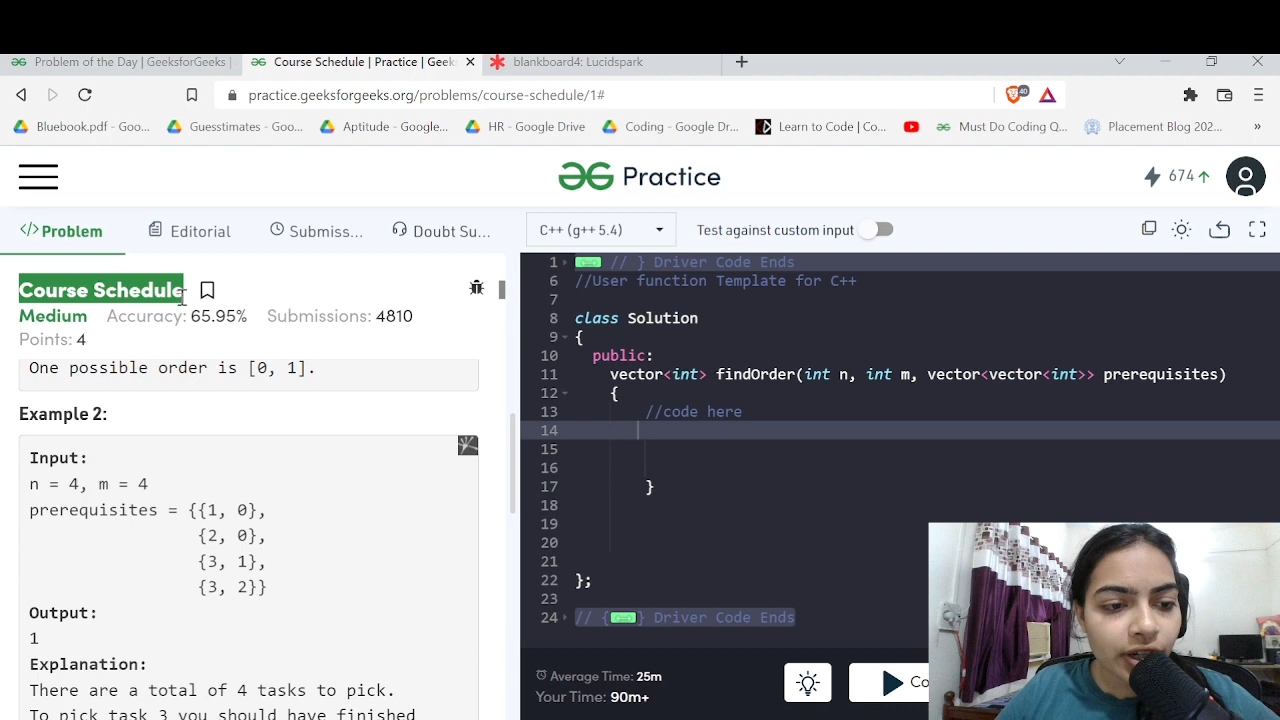 Problem of the Day | GeeksforGeeks
Course Schedule | Practice | Geek
blankboard4: Lucidspark
practice.geeksforgeeks.org/problems/course-schedule/1#
40
Bluebook.pdf - Goo...
Guesstimates - Goo...
Aptitude - Google...
HR - Google Drive
Coding - Google Dr...
Learn to Code | Co...
Must Do Coding Q...
Placement Blog 202...
»
Practice
674
</> Problem
Editorial
Submiss...
Doubt Su...
C++ (g++ 5.4)
Test against custom input
Course Schedule
Medium Accuracy: 65.95% Submissions: 4810
Points: 4
One possible order is [0, 1].
Example 2:
Input:
n = 4, m = 4
prerequisites = {{1, 0},
{2, 0},
{3, 1},
{3, 2}}
Output:
1
Explanation:
There are a total of 4 tasks to pick.
To pick task 3 you should have finished
1 // } Driver Code Ends
6 //User function Template for C++
7
8 class Solution
9 {
10 public:
11 vector<int> findOrder(int n, int m, vector<vector<int>> prerequisites)
12 {
13 //code here
14
15
16
17 }
18
19
20
21
22 };
23
24 // { } Driver Code Ends
Average Time: 25m
Your Time: 90m+
Co